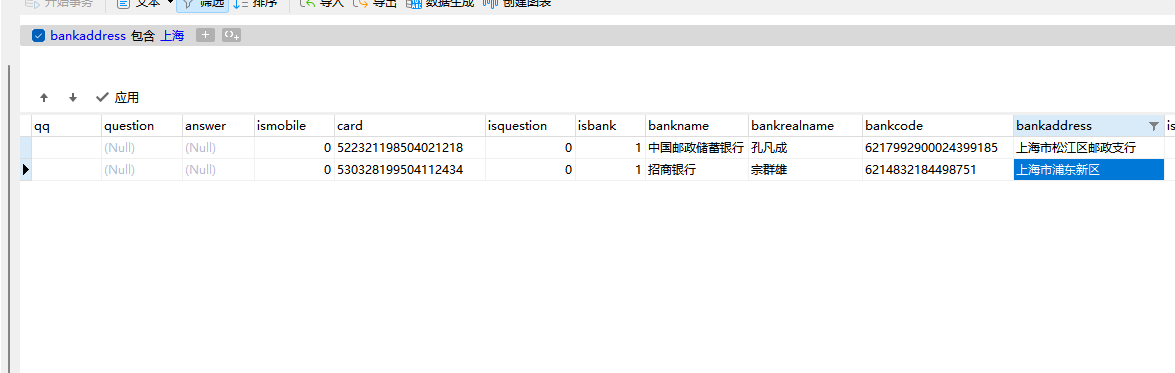 开始事务 文本 筛选 排序 导入 导出 数据生成 创建图表
bankaddress 包含 上海
应用
qq question answer ismobile card isquestion isbank bankname bankrealname bankcode bankaddress is
(Null) (Null) 0 522321198504021218 0 1 中国邮政储蓄银行 孔凡成 6217992900024399185 上海市松江区邮政支行
(Null) (Null) 0 530328199504112434 0 1 招商银行 宗群雄 6214832184498751 上海市浦东新区